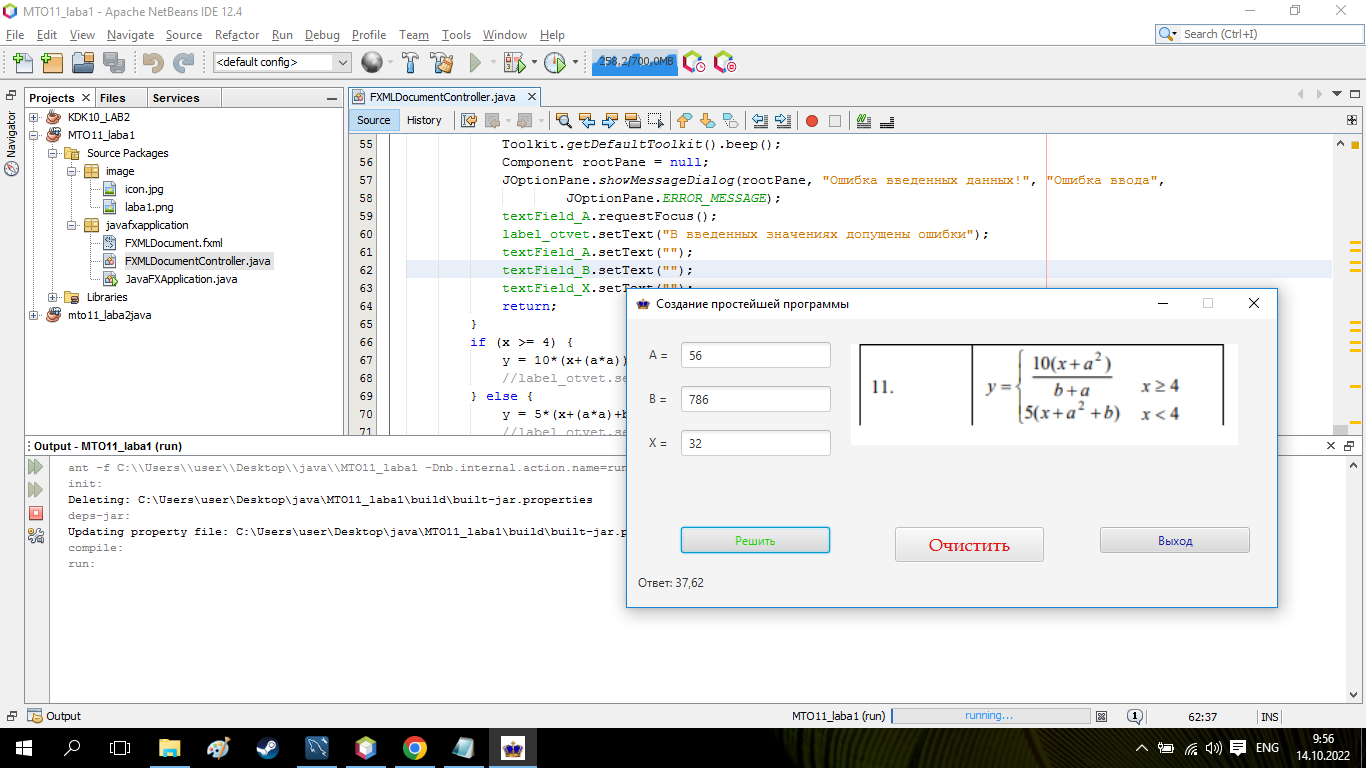 MTO11_laba1 - Apache NetBeans IDE 12.4
File Edit View Navigate Source Refactor Run Debug Profile Team Tools Window Help
Search (Ctrl+I)
<default config>
258,2/700,0MB
Projects Files Services
FXMLDocumentController.java
Navigator
KDK10_LAB2
MTO11_laba1
Source Packages
image
icon.jpg
laba1.png
javafxapplication
FXMLDocument.fxml
FXMLDocumentController.java
JavaFXApplication.java
Libraries
mto11_laba2java
Source History
55 Toolkit.getDefaultToolkit().beep();
56 Component rootPane = null;
57 JOptionPane.showMessageDialog(rootPane, "Ошибка введенных данных!", "Ошибка ввода",
58 JOptionPane.ERROR_MESSAGE);
59 textField_A.requestFocus();
60 label_otvet.setText("В введенных значениях допущены ошибки");
61 textField_A.setText("");
62 textField_B.setText("");
63 textField_X.setText("");
64 return;
65 }
66 if (x >= 4) {
67 y = 10*(x+(a*a))
68 //label_otvet.se
69 } else {
70 y = 5*(x+(a*a)+b
71 //label_otvet.se
Output - MTO11_laba1 (run)
ant -f C:\\Users\\user\\Desktop\\java\\MTO11_laba1 -Dnb.internal.action.name=run
init:
Deleting: C:\Users\user\Desktop\java\MTO11_laba1\build\built-jar.properties
deps-jar:
Updating property file: C:\Users\user\Desktop\java\MTO11_laba1\build\built-jar.p
compile:
run:
Создание простейшей программы
A = 56
B = 786
X = 32
11. y = { 10(x+a²) / b+a x ≥ 4
5(x+a²+b) x < 4
Решить Очистить Выход
Ответ: 37,62
Output
MTO11_laba1 (run) running... 1 62:37 INS
ENG 9:56
14.10.2022